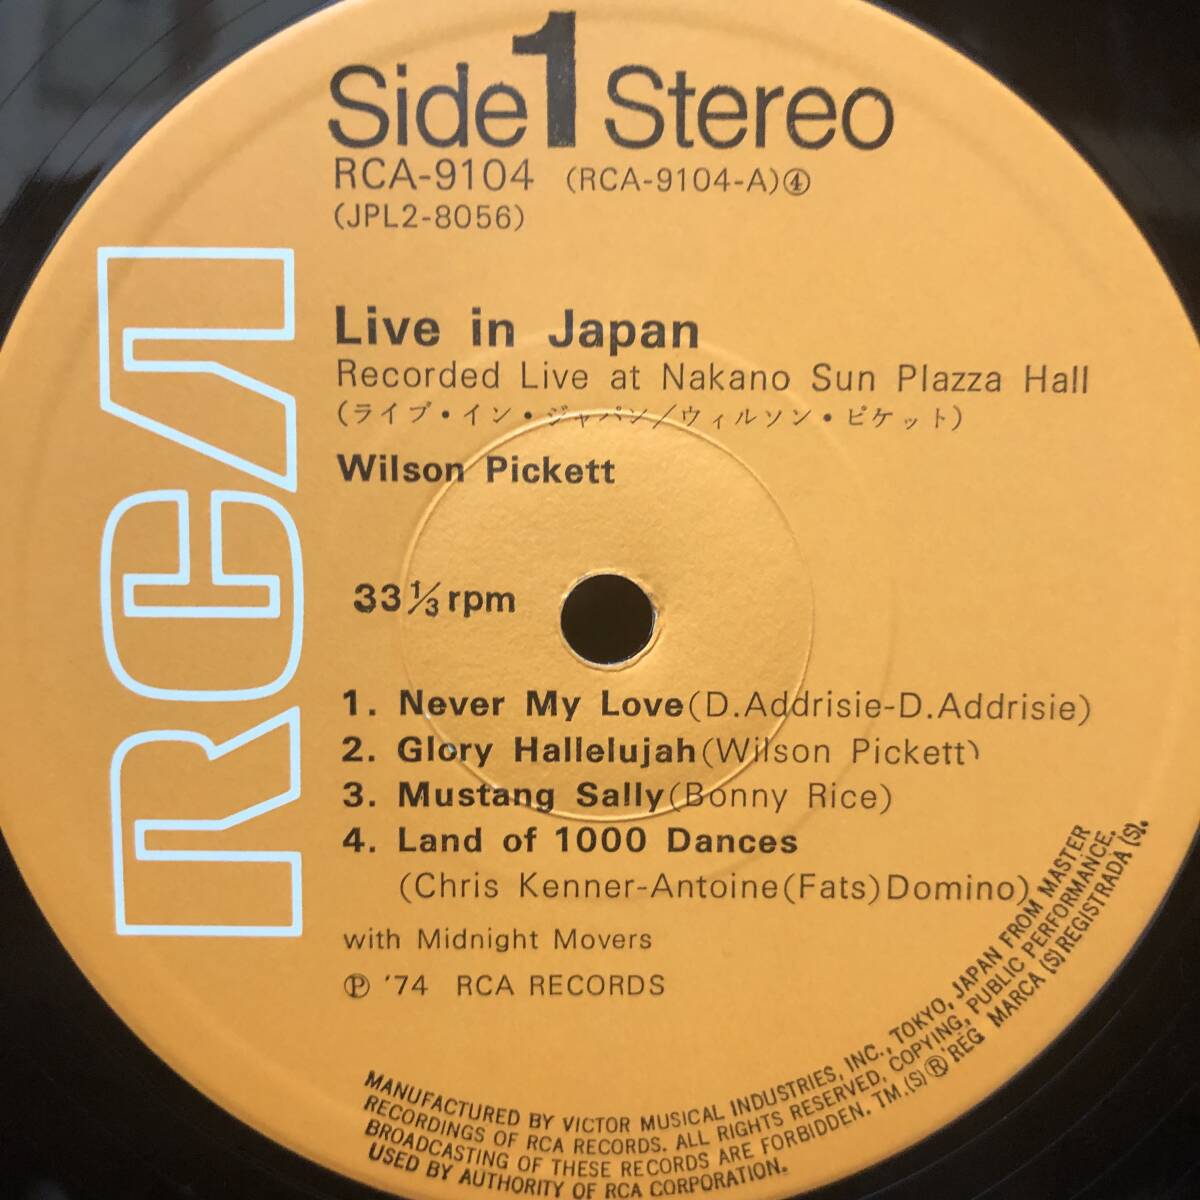 Side 1 Stereo
RCA-9104 (RCA-9104-A)④
(JPL2-8056)
RCA
Live in Japan
Recorded Live at Nakano Sun Plazza Hall
(ライブ・イン・ジャパン/ウィルソン・ピケット)
Wilson Pickett
33 1/3 rpm
1. Never My Love(D.Addrisie-D.Addrisie)
2. Glory Hallelujah(Wilson Pickett)
3. Mustang Sally(Bonny Rice)
4. Land of 1000 Dances
(Chris Kenner-Antoine(Fats)Domino)
with Midnight Movers
Ⓟ '74 RCA RECORDS
MANUFACTURED BY VICTOR MUSICAL INDUSTRIES, INC., TOKYO, JAPAN FROM MASTER
RECORDINGS OF RCA RECORDS. ALL RIGHTS RESERVED, COPYING, PUBLIC PERFORMANCE,
BROADCASTING OF THESE RECORDS ARE FORBIDDEN. TM.(S)® REG MARCA (S) REGISTRADA (S).
USED BY AUTHORITY OF RCA CORPORATION.